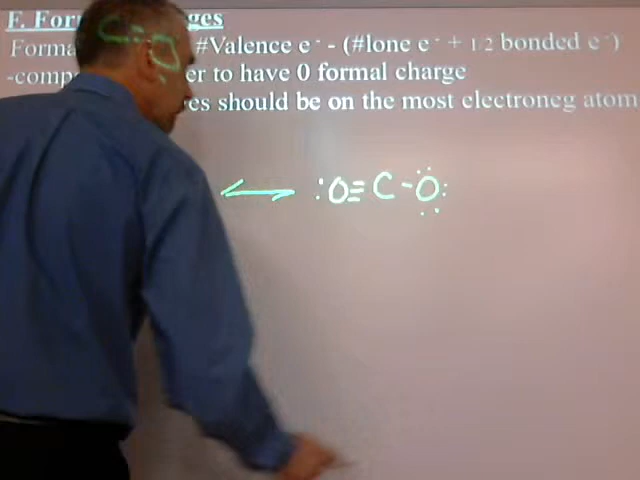 F. For ges
Forma #Valence e⁻ - (#lone e⁻ + 1/2 bonded e⁻)
-comp er to have 0 formal charge
es should be on the most electroneg atom
C=O
:O≡C-O: